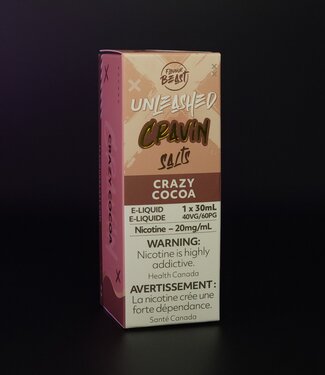 FLAVOUR
BEAST
UNLEASHED
CRAVIN
SALTS
CRAZY
COCOA
E-LIQUID 1 x 30mL
E-LIQUIDE 40VG/60PG
Nicotine – 20mg/mL
WARNING:
Nicotine is highly
addictive.
Health Canada
AVERTISSEMENT :
La nicotine crée une
forte dépendance.
Santé Canada
CRAZY COCOA